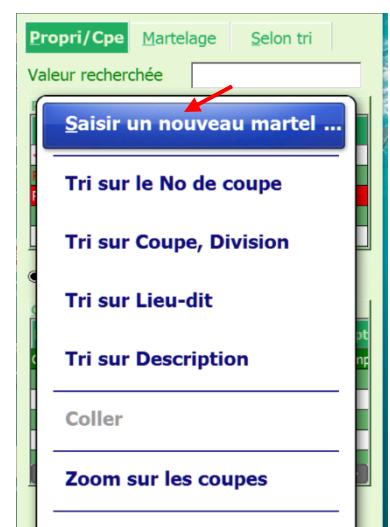 Propri/Cpe Martelage Selon tri
Valeur recherchée
Saisir un nouveau martel ...
Tri sur le No de coupe
Tri sur Coupe, Division
Tri sur Lieu-dit
Tri sur Description
Coller
Zoom sur les coupes